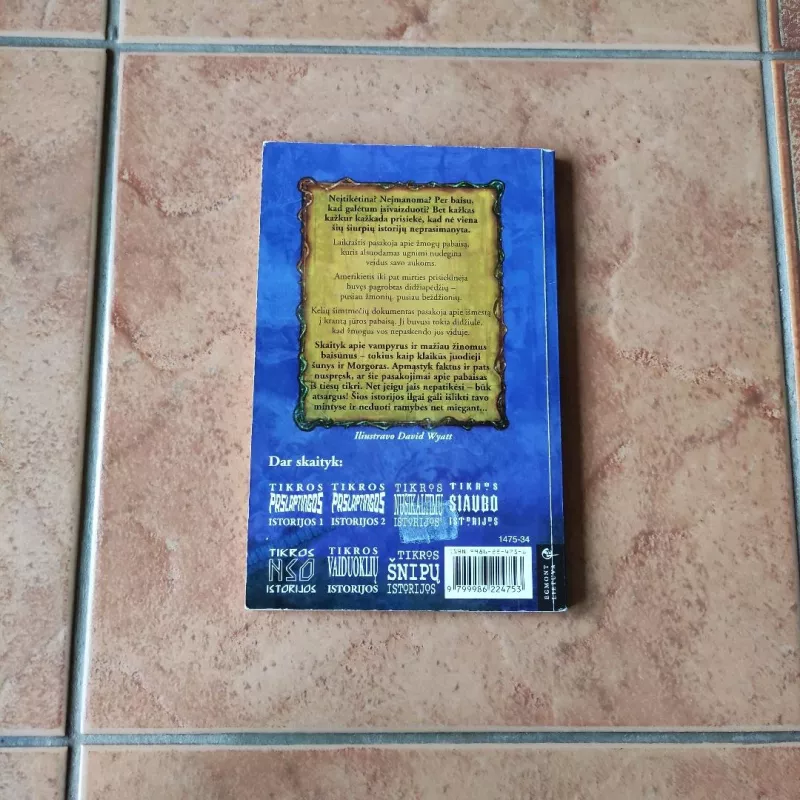 Neįtikėtina? Neįmanoma? Per baisu,
kad galėtum įsivaizduoti? Bet kažkas
kažkur kažkada prisiekė, kad nė viena
šių šiurpių istorijų neprasimanyta.
Laikraštis pasakoja apie žmogų pabaisą,
kuris alsuodamas ugnimi nudegina
veidus savo aukoms.
Amerikietis iki pat mirties prisiekinėja
buvęs pagrobtas didžiapėdžių –
pusiau žmonių, pusiau beždžionių.
Kelių šimtmečių dokumentas pasakoja apie išmestą
į krantą jūros pabaisą. Ji buvusi tokia didžiulė,
kad žmogus vos nepaskendo jos viduje.
Skaityk apie vampyrus ir mažiau žinomus
baisūnus – tokius kaip klaikūs juodieji
šunys ir Morgoras. Apmąstyk faktus ir pats
nuspręsk, ar šie pasakojimai apie pabaisas
iš tiesų tikri. Net jeigu jais nepatikėsi – būk
atsargus! Šios istorijos ilgai gali išlikti tavo
mintyse ir neduoti ramybės net miegant...
Iliustravo David Wyatt
Dar skaityk:
TIKROS PASLAPTINGOS ISTORIJOS 1
TIKROS PASLAPTINGOS ISTORIJOS 2
TIKROS NUSIKALTIMŲ ISTORIJOS
TIKROS SIAUBO ISTORIJOS
1475-34
TIKROS NSO ISTORIJOS
TIKROS VAIDUOKLIŲ ISTORIJOS
TIKROS ŠNIPŲ ISTORIJOS
ISBN 9986-22-475-
9 799986 224753
EGMONT
LIETUVA